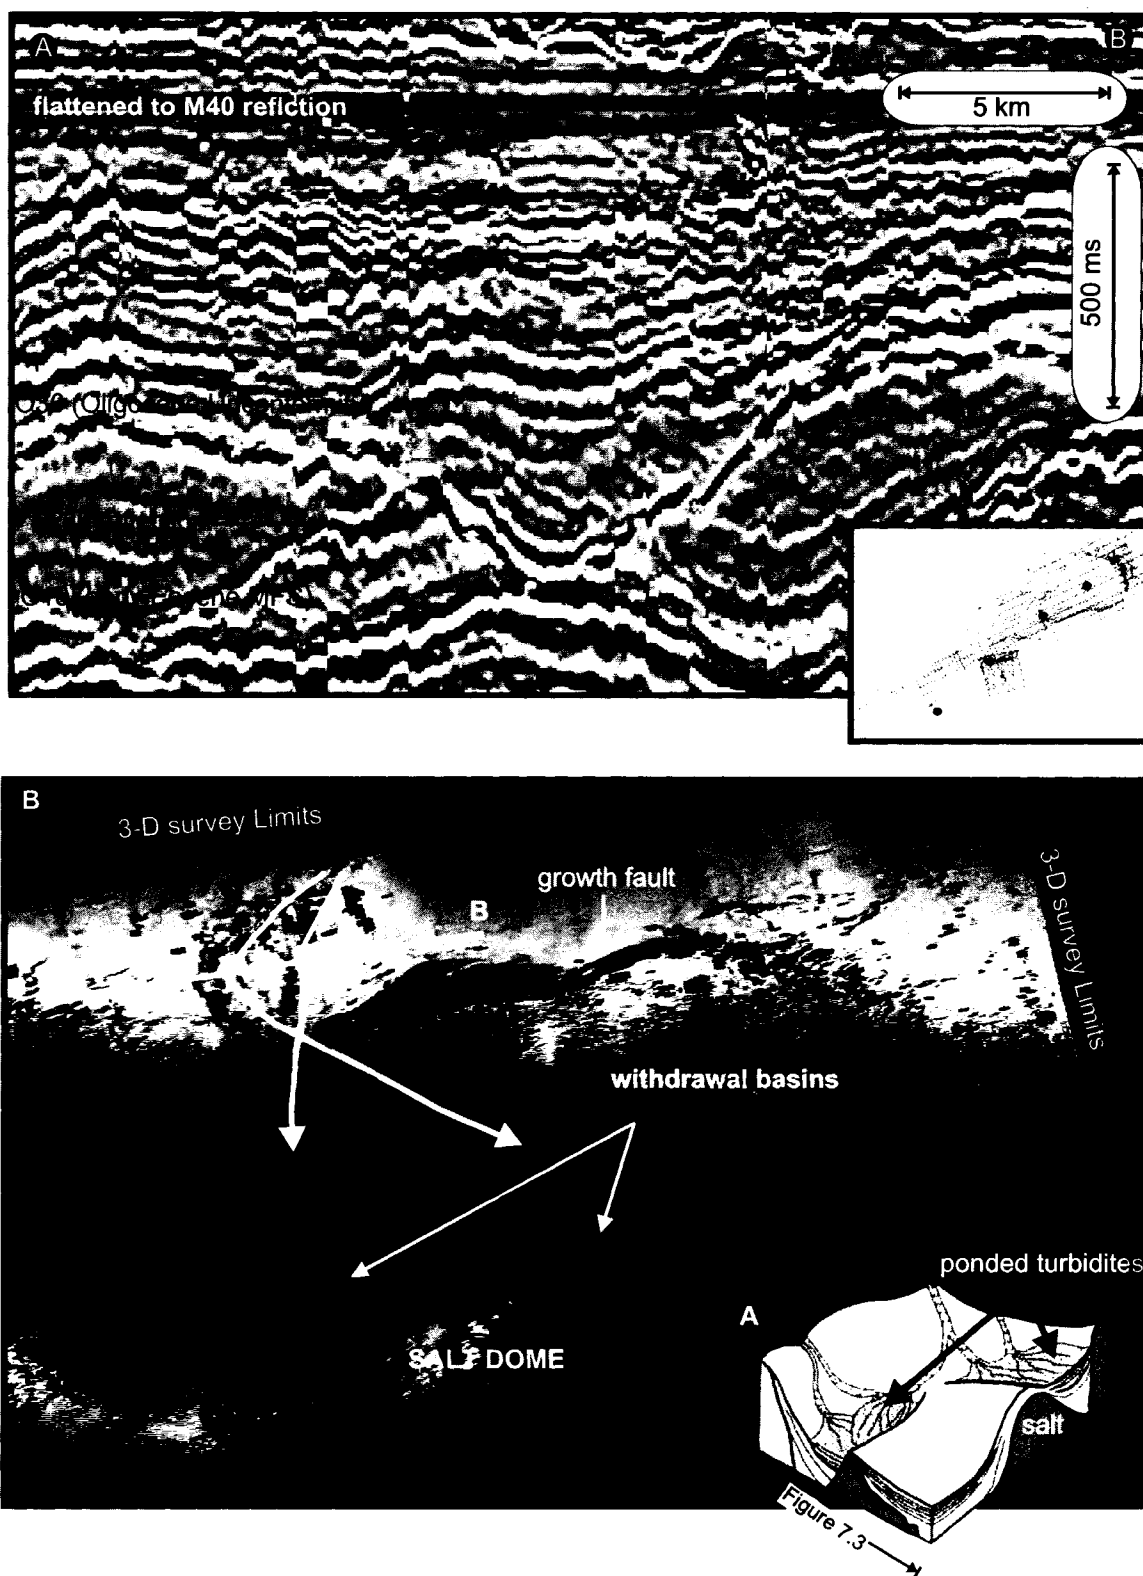 A
B
flattened to M40 reflction
5 km
500 ms
B
3-D survey Limits
growth fault
B
3-D survey Limits
withdrawal basins
ponded turbidites
A
SALT DOME
salt
Figure 7.3